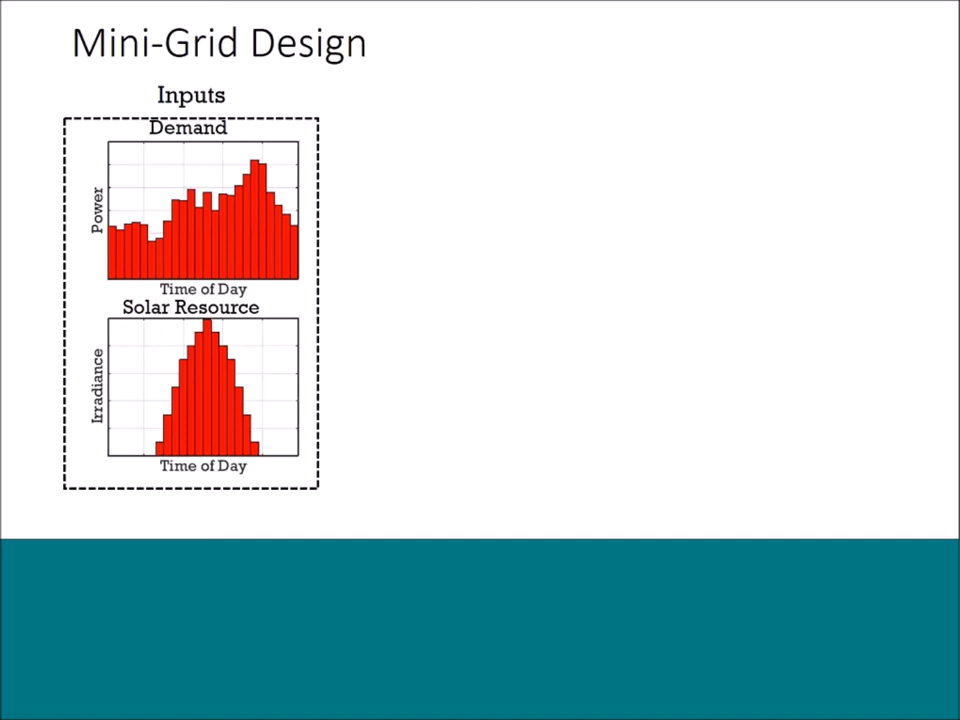 Mini-Grid Design
Inputs
Demand
Power
Time of Day
Solar Resource
Irradiance
Time of Day